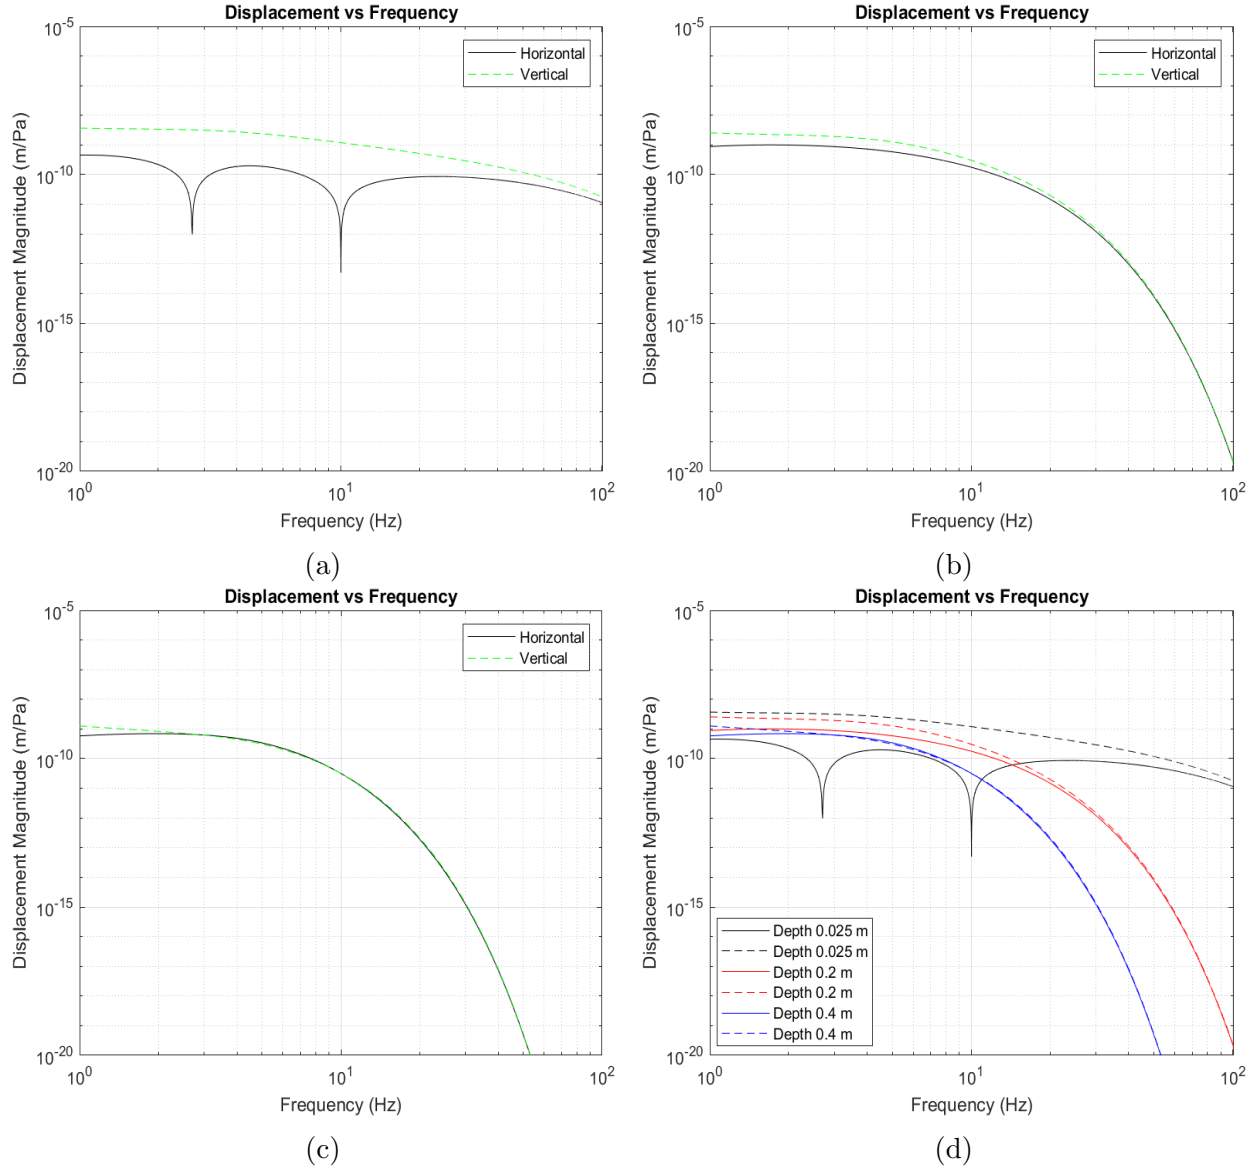 Displacement vs Frequency
Displacement Magnitude (m/Pa)
10^-5
10^-10
10^-15
10^-20
10^0
10^1
10^2
Frequency (Hz)
Horizontal
Vertical
(a)
Displacement vs Frequency
Displacement Magnitude (m/Pa)
10^-5
10^-10
10^-15
10^-20
10^0
10^1
10^2
Frequency (Hz)
Horizontal
Vertical
(b)
Displacement vs Frequency
Displacement Magnitude (m/Pa)
10^-5
10^-10
10^-15
10^-20
10^0
10^1
10^2
Frequency (Hz)
Horizontal
Vertical
(c)
Displacement vs Frequency
Displacement Magnitude (m/Pa)
10^-5
10^-10
10^-15
10^-20
10^0
10^1
10^2
Frequency (Hz)
Depth 0.025 m
Depth 0.025 m
Depth 0.2 m
Depth 0.2 m
Depth 0.4 m
Depth 0.4 m
(d)